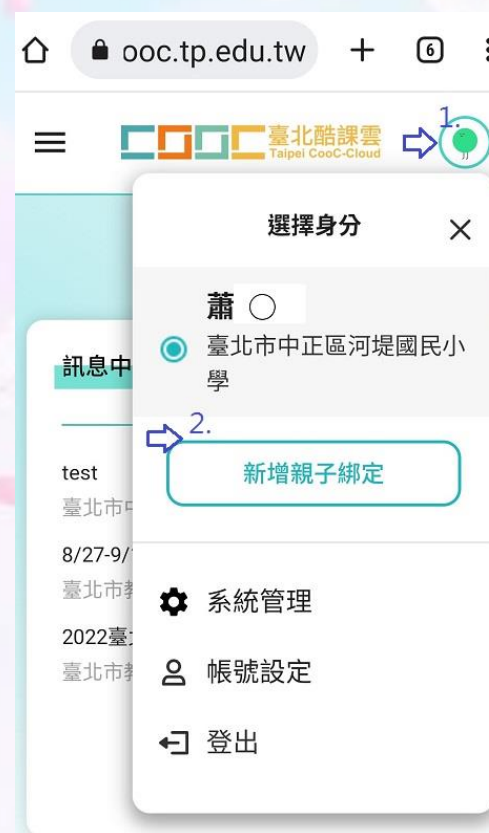 ooc.tp.edu.tw
6
臺北酷課雲
Taipei CooC-Cloud
1.
選擇身分
蕭 ○
臺北市中正區河堤國民小
學
2.
新增親子綁定
訊息中
test
臺北市中
8/27-9/
臺北市教
2022臺
臺北市教
系統管理
帳號設定
登出